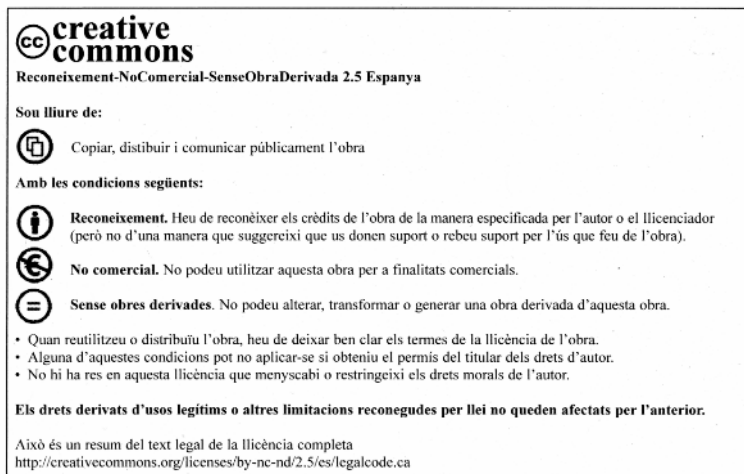 cc creative
commons
Reconeixement-NoComercial-SenseObraDerivada 2.5 Espanya
Sou lliure de:
Copiar, distibuir i comunicar públicament l'obra
Amb les condicions següents:
Reconeixement. Heu de reconèixer els crèdits de l'obra de la manera especificada per l'autor o el llicenciador
(però no d'una manera que suggereixi que us donen suport o rebeu suport per l'ús que feu de l'obra).
No comercial. No podeu utilitzar aquesta obra per a finalitats comercials.
Sense obres derivades. No podeu alterar, transformar o generar una obra derivada d'aquesta obra.
• Quan reutilitzeu o distribuïu l'obra, heu de deixar ben clar els termes de la llicència de l'obra.
• Alguna d'aquestes condicions pot no aplicar-se si obteniu el permís del titular dels drets d'autor.
• No hi ha res en aquesta llicència que menyscabi o restringeixi els drets morals de l'autor.
Els drets derivats d'usos legítims o altres limitacions reconegudes per llei no queden afectats per l'anterior.
Això és un resum del text legal de la llicència completa
http://creativecommons.org/licenses/by-nc-nd/2.5/es/legalcode.ca